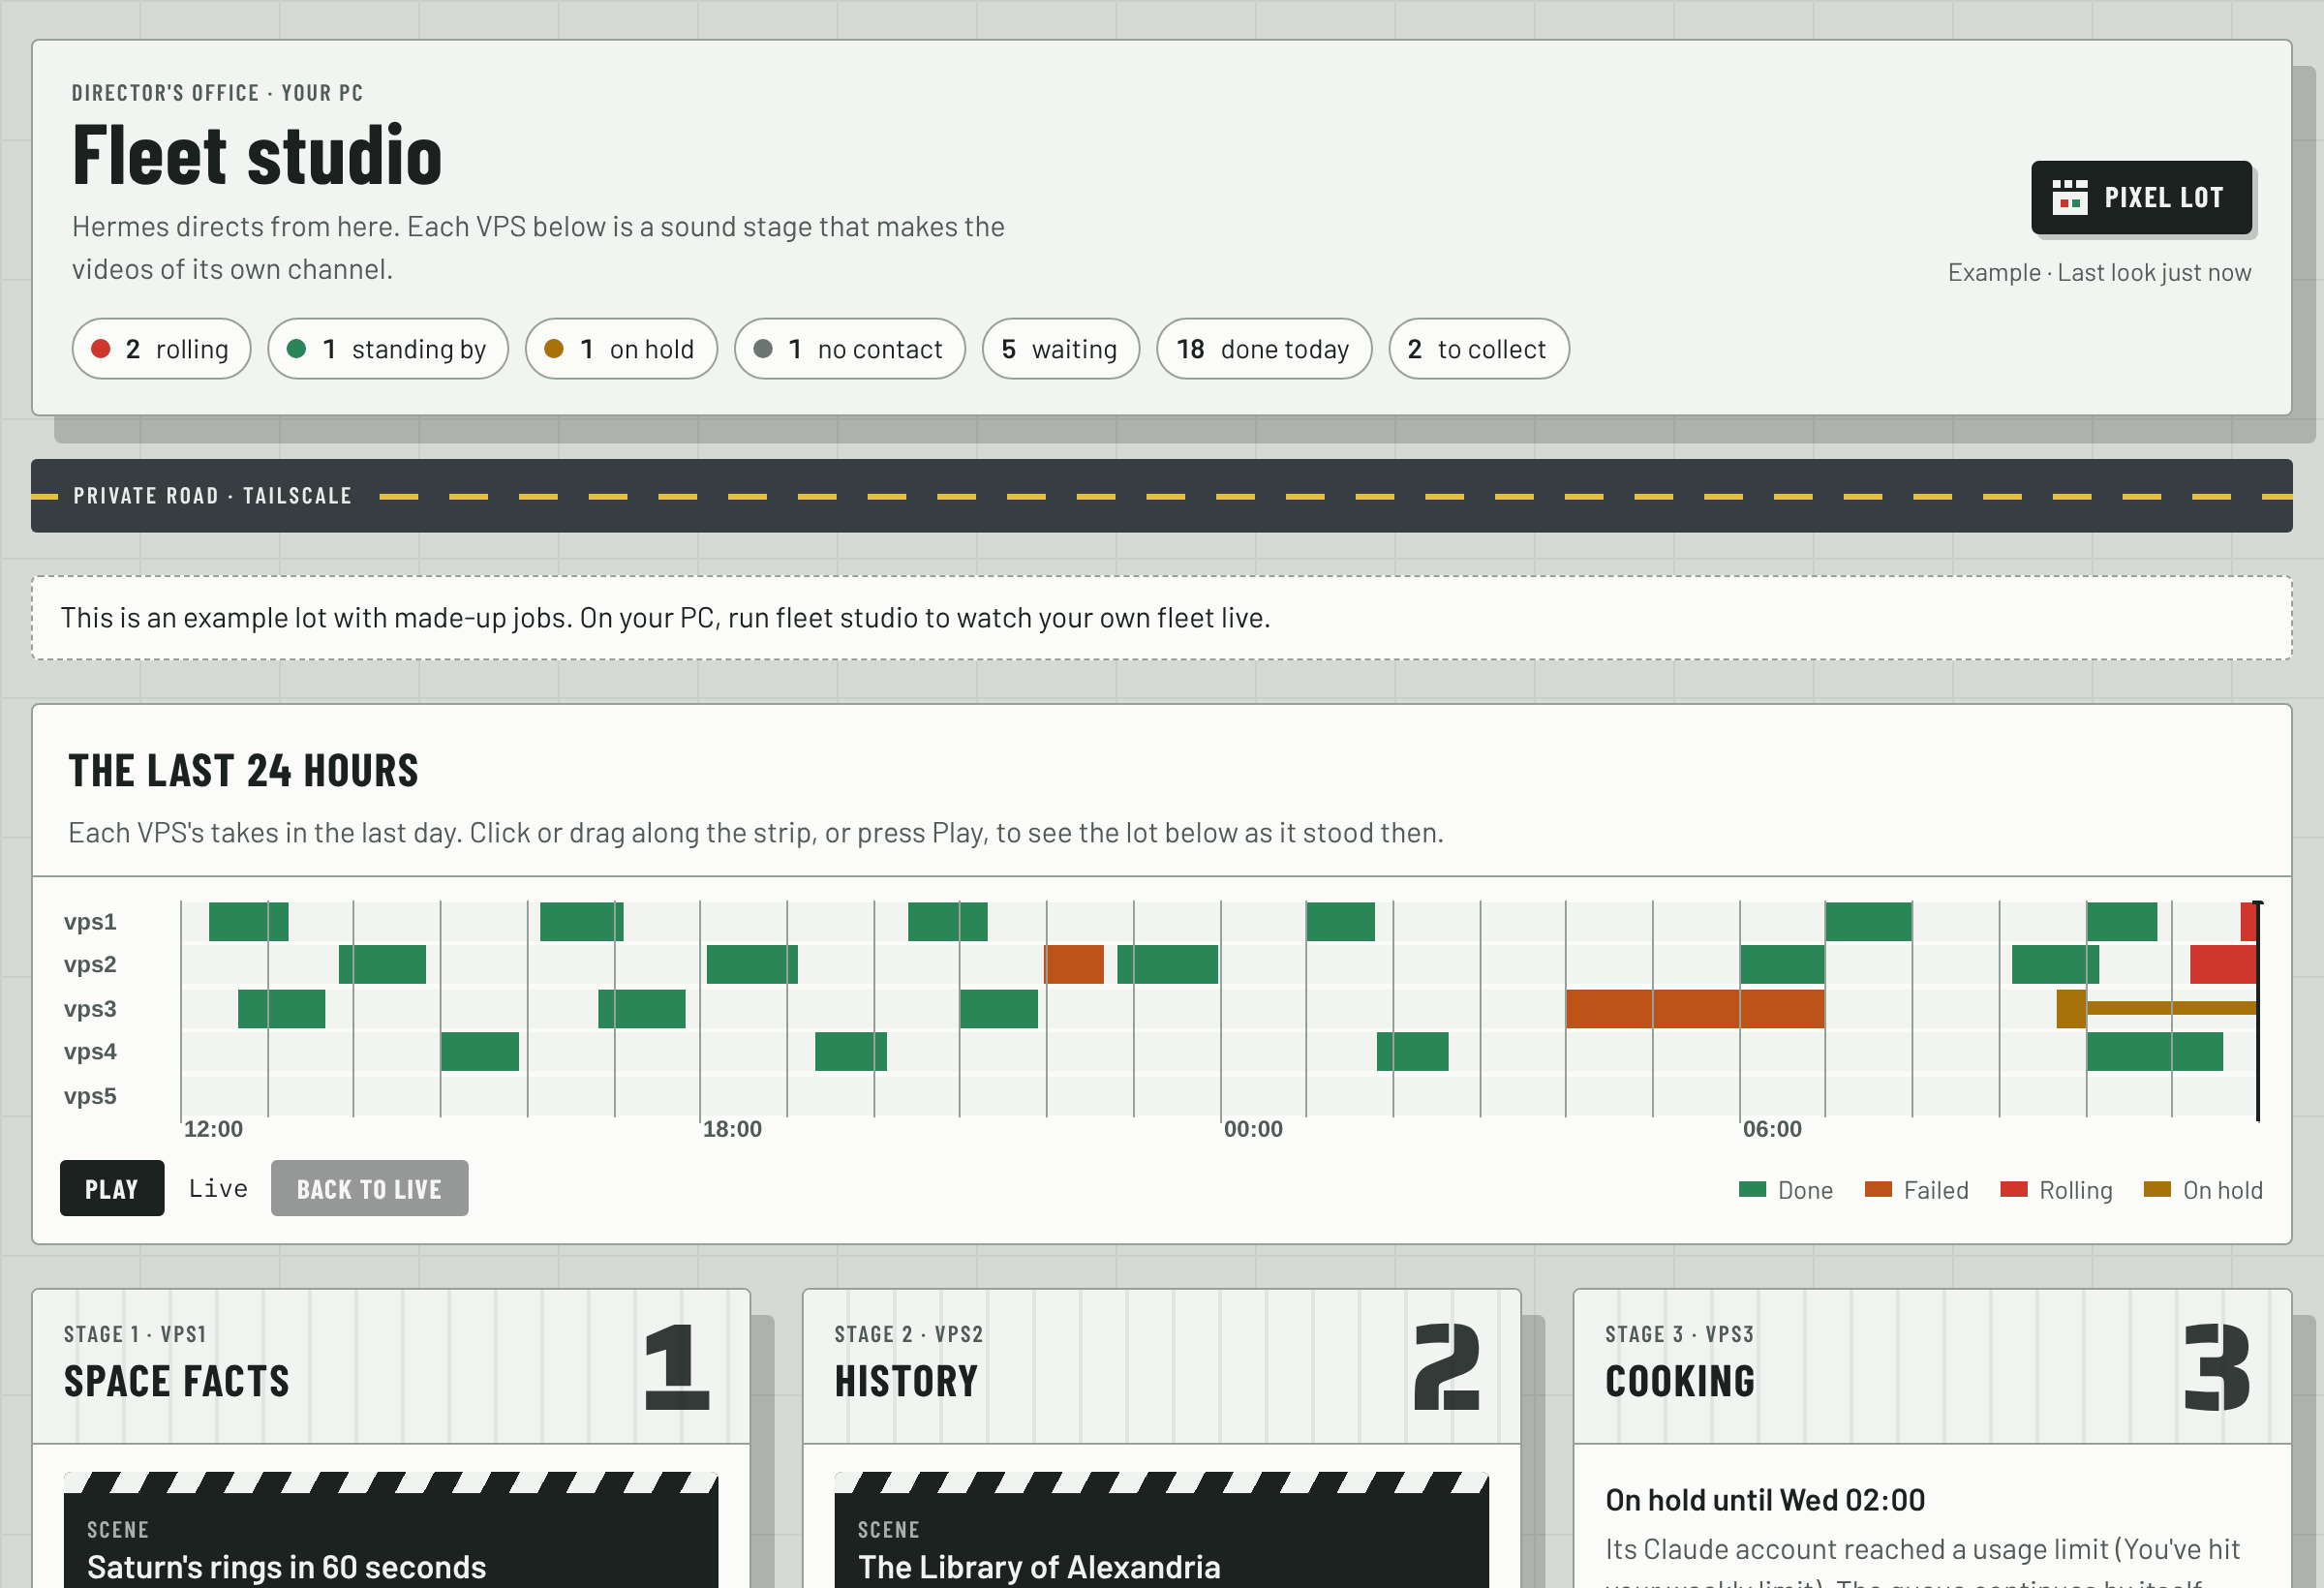 DIRECTOR'S OFFICE · YOUR PC
Fleet studio
Hermes directs from here. Each VPS below is a sound stage that makes the
videos of its own channel.
PIXEL LOT
Example · Last look just now
2 rolling
1 standing by
1 on hold
1 no contact
5 waiting
18 done today
2 to collect
PRIVATE ROAD · TAILSCALE
This is an example lot with made-up jobs. On your PC, run fleet studio to watch your own fleet live.
THE LAST 24 HOURS
Each VPS's takes in the last day. Click or drag along the strip, or press Play, to see the lot below as it stood then.
vps1
vps2
vps3
vps4
vps5
12:00 18:00 00:00 06:00
PLAY Live BACK TO LIVE
Done Failed Rolling On hold
STAGE 1 · VPS1
SPACE FACTS
1
SCENE
Saturn's rings in 60 seconds
STAGE 2 · VPS2
HISTORY
2
SCENE
The Library of Alexandria
STAGE 3 · VPS3
COOKING
3
On hold until Wed 02:00
Its Claude account reached a usage limit (You've hit
your weekly limit). The queue continues by itself